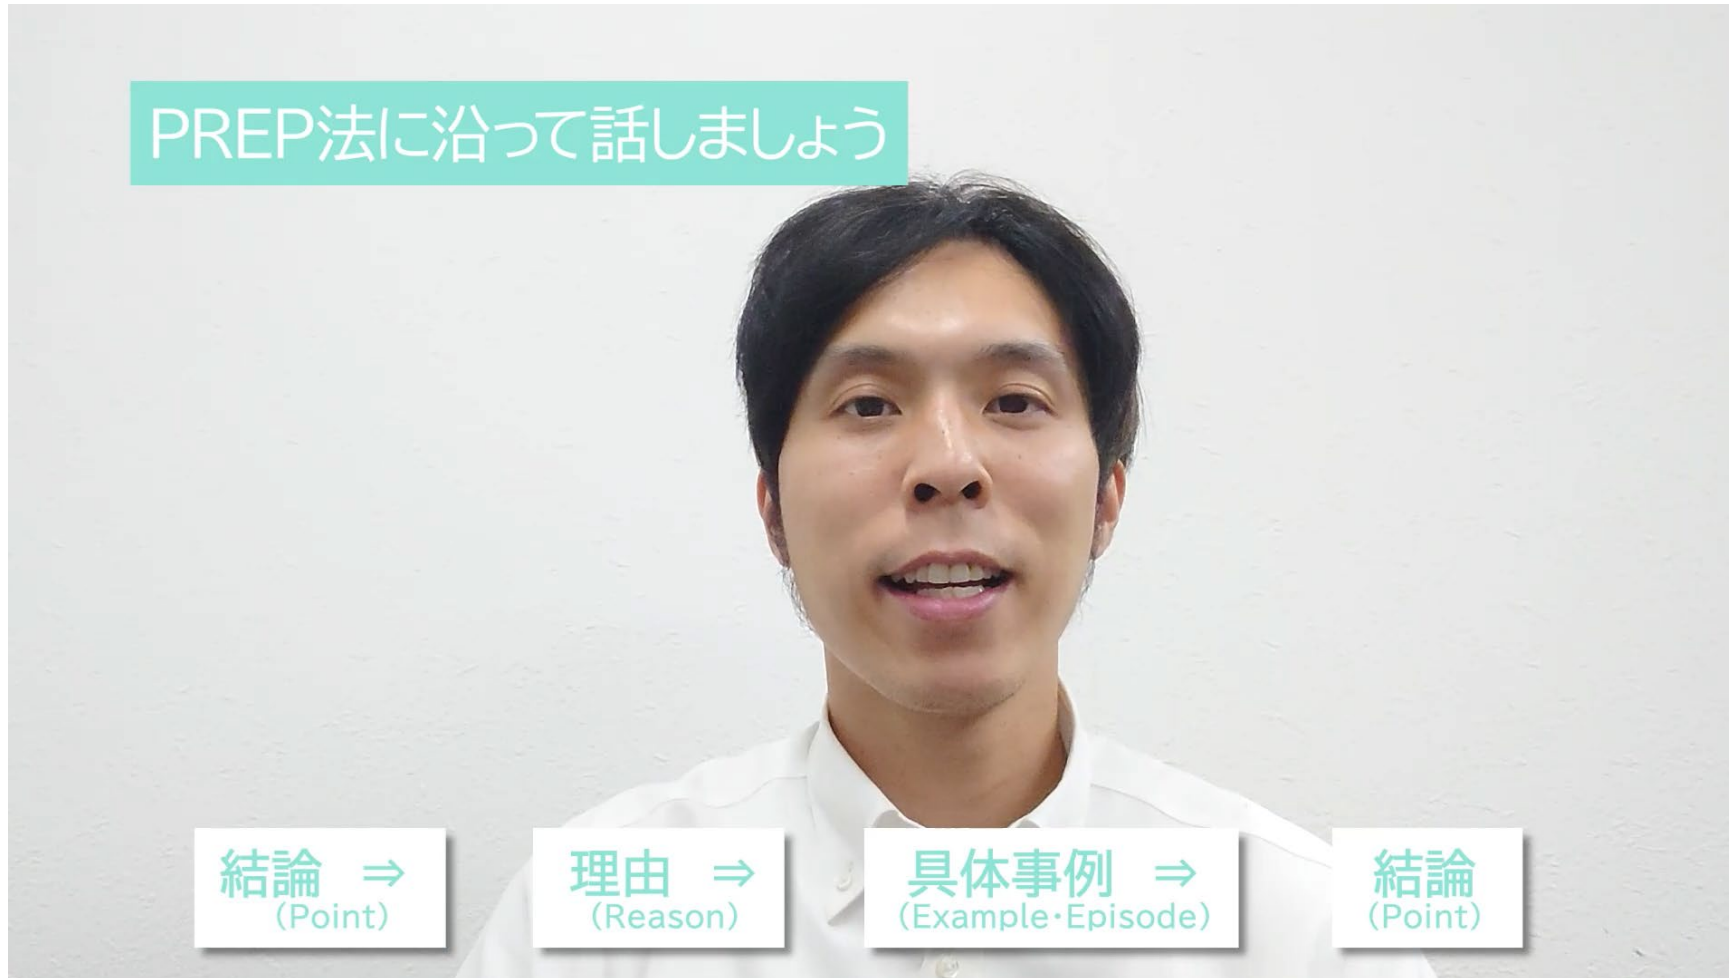 PREP法に沿って話しましょう
結論 ⇒
(Point)
理由 ⇒
(Reason)
具体事例 ⇒
(Example･Episode)
結論
(Point)